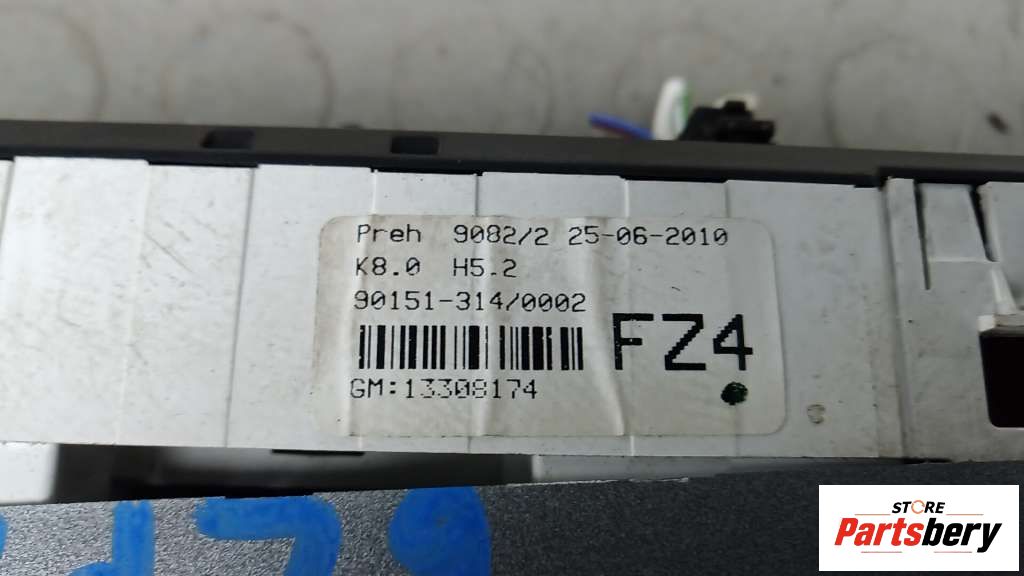 Preh 9082/2 25-06-2010
K8.0 H5.2
90151-314/0002
FZ4
GM:13308174
STORE
Partsbery